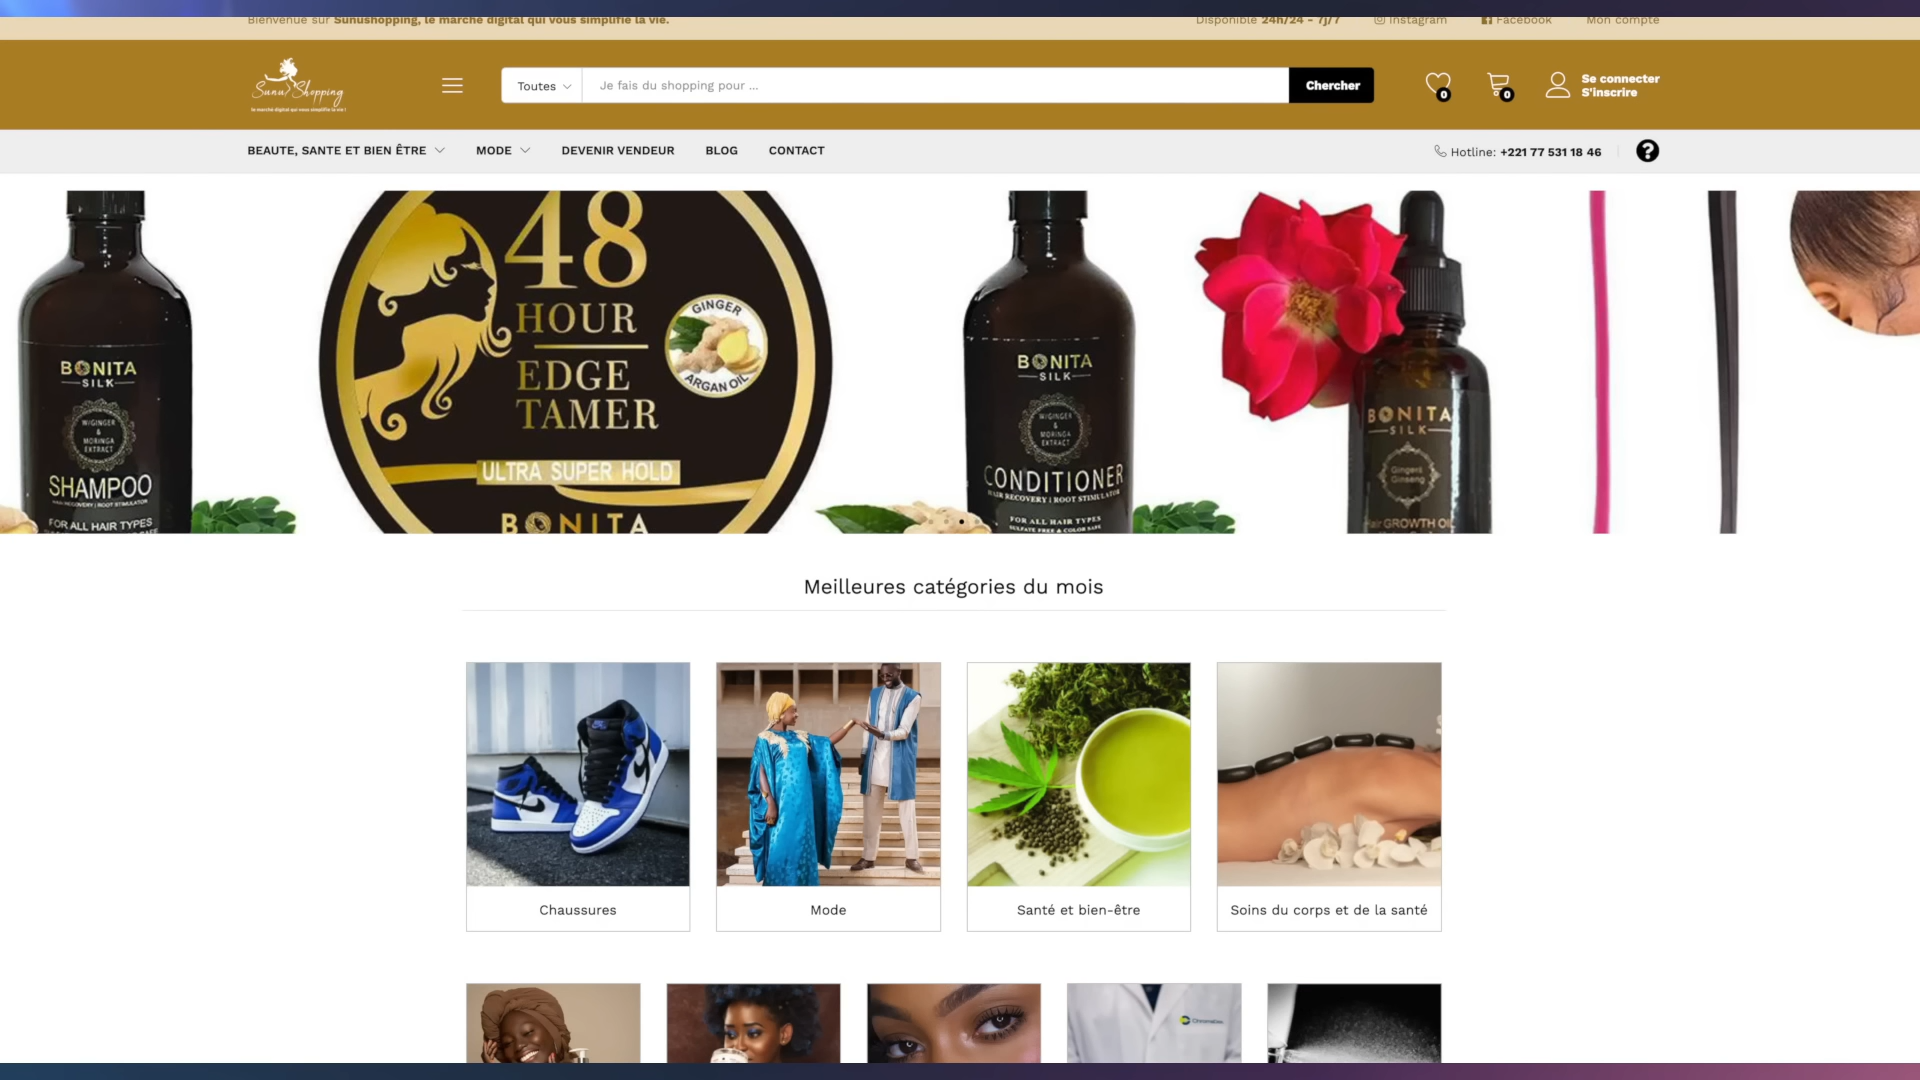 Bienvenue sur Sunushopping, le marché digital qui vous simplifie la vie.
Disponible 24h/24 - 7j/7
Instagram
Facebook
Mon compte
Sunu Shopping
le marché digital qui vous simplifie la vie !
Toutes
Je fais du shopping pour ...
Chercher
0
0
Se connecter
S'inscrire
BEAUTE, SANTE ET BIEN ÊTRE
MODE
DEVENIR VENDEUR
BLOG
CONTACT
Hotline: +221 77 531 18 46
?
BONITA
SILK
W/GINGER
&
MORINGA
EXTRACT
SHAMPOO
HAIR RECOVERY | ROOT STIMULATOR
FOR ALL HAIR TYPES
48
HOUR
EDGE
TAMER
GINGER
ARGAN OIL
ULTRA SUPER HOLD
BONITA
BONITA
SILK
W/GINGER
&
MORINGA
EXTRACT
CONDITIONER
HAIR RECOVERY | ROOT STIMULATOR
FOR ALL HAIR TYPES
SULFATE FREE & COLOR SAFE
BONITA
SILK
Ginger&
Ginseng
Hair GROWTH OIL
Meilleures catégories du mois
Chaussures
Mode
Santé et bien-être
Soins du corps et de la santé